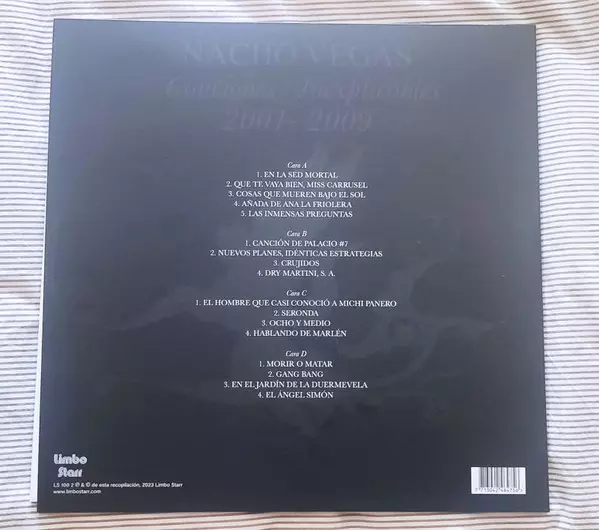 NACHO VEGAS
Canciones Inexplicables
2001- 2009
Cara A
1. EN LA SED MORTAL
2. QUE TE VAYA BIEN, MISS CARRUSEL
3. COSAS QUE MUEREN BAJO EL SOL
4. AÑADA DE ANA LA FRIOLERA
5. LAS INMENSAS PREGUNTAS
Cara B
1. CANCIÓN DE PALACIO #7
2. NUEVOS PLANES, IDÉNTICAS ESTRATEGIAS
3. CRUJIDOS
4. DRY MARTINI, S. A.
Cara C
1. EL HOMBRE QUE CASI CONOCIÓ A MICHI PANERO
2. SERONDA
3. OCHO Y MEDIO
4. HABLANDO DE MARLÉN
Cara D
1. MORIR O MATAR
2. GANG BANG
3. EN EL JARDÍN DE LA DUERMEVELA
4. EL ÁNGEL SIMÓN
Limbo
Starr
LS 100 2 ℗ & © de esta recopilación, 2023 Limbo Starr
www.limbostarr.com